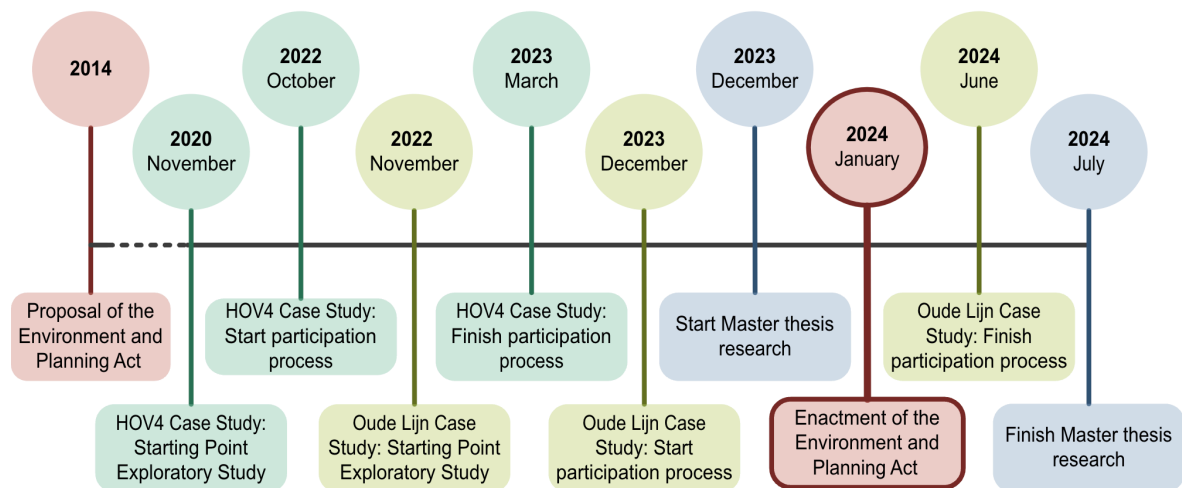 2014
2020
November
2022
October
2022
November
2023
March
2023
December
2023
December
2024
January
2024
June
2024
July
Proposal of the
Environment and
Planning Act
HOV4 Case Study:
Starting Point
Exploratory Study
HOV4 Case Study:
Start participation
process
Oude Lijn Case
Study: Starting Point
Exploratory Study
HOV4 Case Study:
Finish participation
process
Oude Lijn Case
Study: Start
participation process
Start Master thesis
research
Enactment of the
Environment and
Planning Act
Oude Lijn Case
Study: Finish
participation process
Finish Master thesis
research